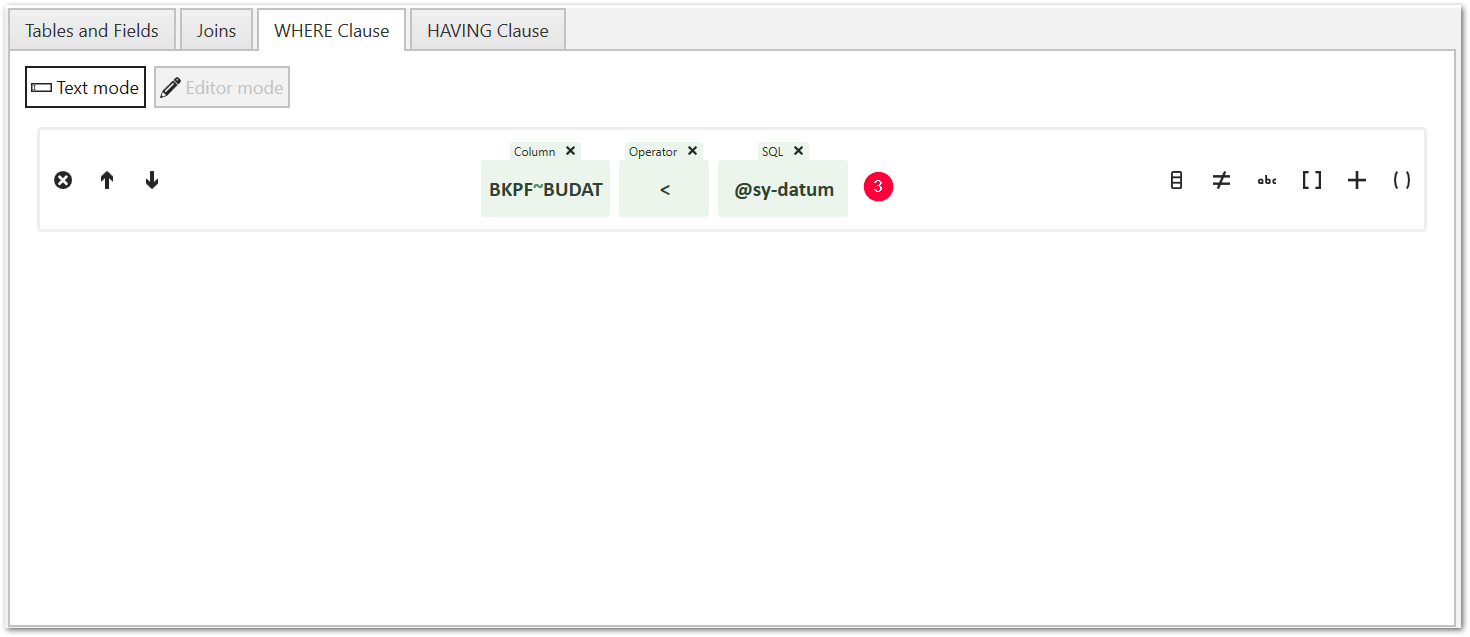 Tables and Fields Joins WHERE Clause HAVING Clause
Text mode Editor mode
Column Operator SQL
BKPF~BUDAT < @sy-datum 3 abc [ ] + ( )